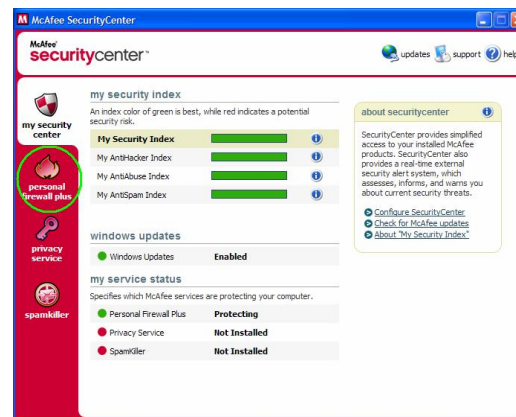 McAfee SecurityCenter
McAfee®
securitycenter™
updates
support
help
my security
center
personal
firewall plus
privacy
service
spamkiller
my security index
An index color of green is best, while red indicates a potential
security risk.
My Security Index
My AntiHacker Index
My AntiAbuse Index
My AntiSpam Index
windows updates
Windows Updates Enabled
my service status
Specifies which McAfee services are protecting your computer.
Personal Firewall Plus Protecting
Privacy Service Not Installed
SpamKiller Not Installed
about securitycenter
SecurityCenter provides simplified
access to your installed McAfee
products. SecurityCenter also
provides a real-time external
security alert system, which
assesses, informs, and warns you
about current security threats.
Configure SecurityCenter
Check for McAfee updates
About "My Security Index"